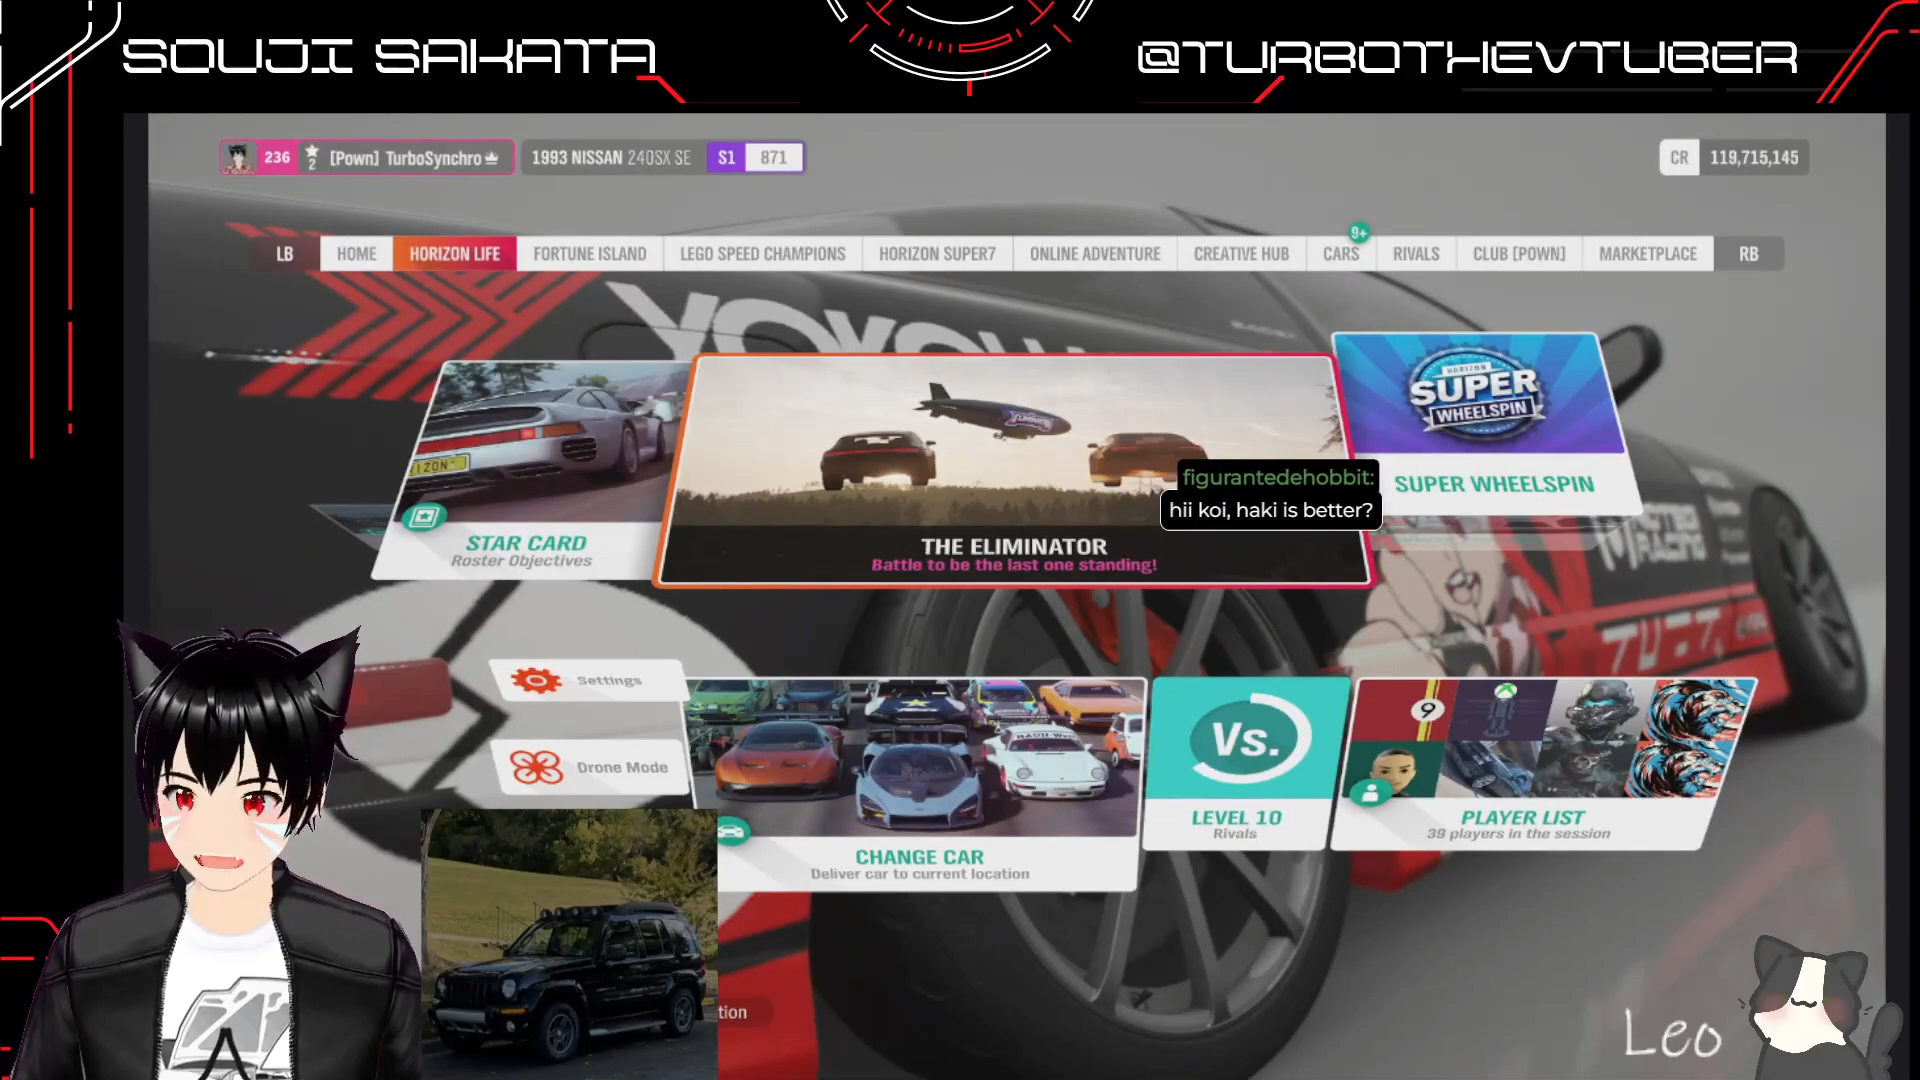 SOUJI SAKATA
@TURBOTHEVTUBER
236 2 [Pown] TurboSynchro
1993 NISSAN 240SX SE S1 871
CR 119,715,145
LB HOME HORIZON LIFE FORTUNE ISLAND LEGO SPEED CHAMPIONS HORIZON SUPER7 ONLINE ADVENTURE CREATIVE HUB CARS 9+ RIVALS CLUB [POWN] MARKETPLACE RB
STAR CARD
Roster Objectives
THE ELIMINATOR
Battle to be the last one standing!
HORIZON
SUPER
WHEELSPIN
SUPER WHEELSPIN
figurantedehobbit:
hii koi, haki is better?
Settings
Drone Mode
CHANGE CAR
Deliver car to current location
Vs.
LEVEL 10
Rivals
9
PLAYER LIST
39 players in the session
tion
Leo